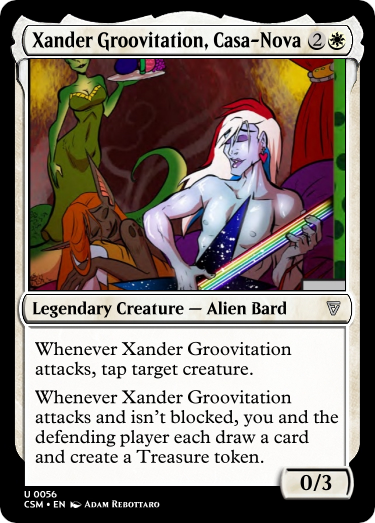 Xander Groovitation, Casa-Nova 2
Legendary Creature — Alien Bard
Whenever Xander Groovitation
attacks, tap target creature.
Whenever Xander Groovitation
attacks and isn't blocked, you and the
defending player each draw a card
and create a Treasure token.
0/3
U 0056
CSM • EN Adam Rebottaro